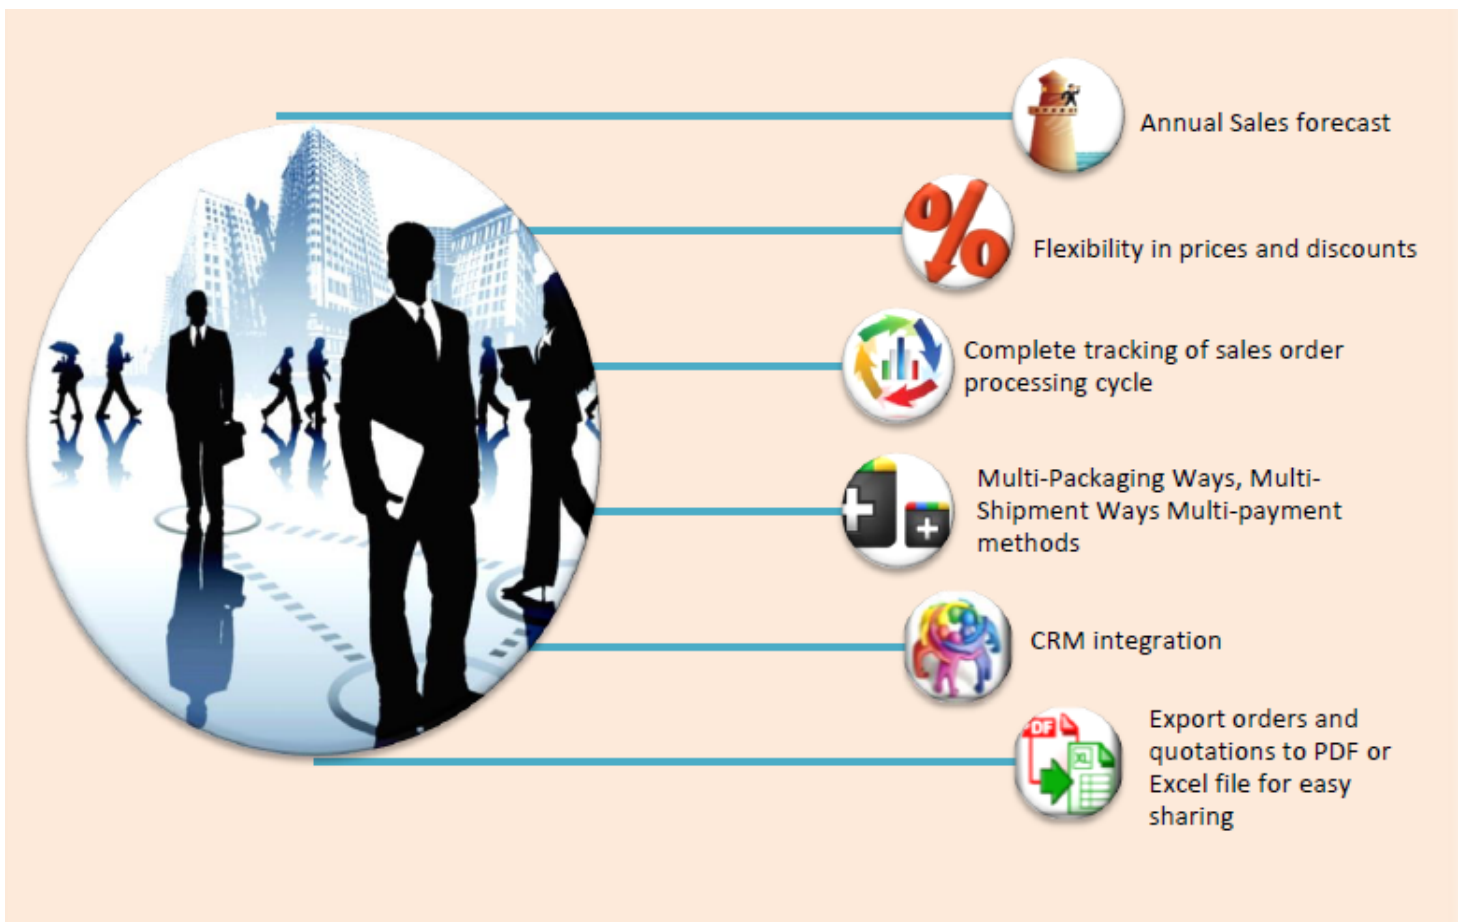 Annual Sales forecast
Flexibility in prices and discounts
Complete tracking of sales order
processing cycle
Multi-Packaging Ways, Multi-
Shipment Ways Multi-payment
methods
CRM integration
Export orders and
quotations to PDF or
Excel file for easy
sharing
DF
XL